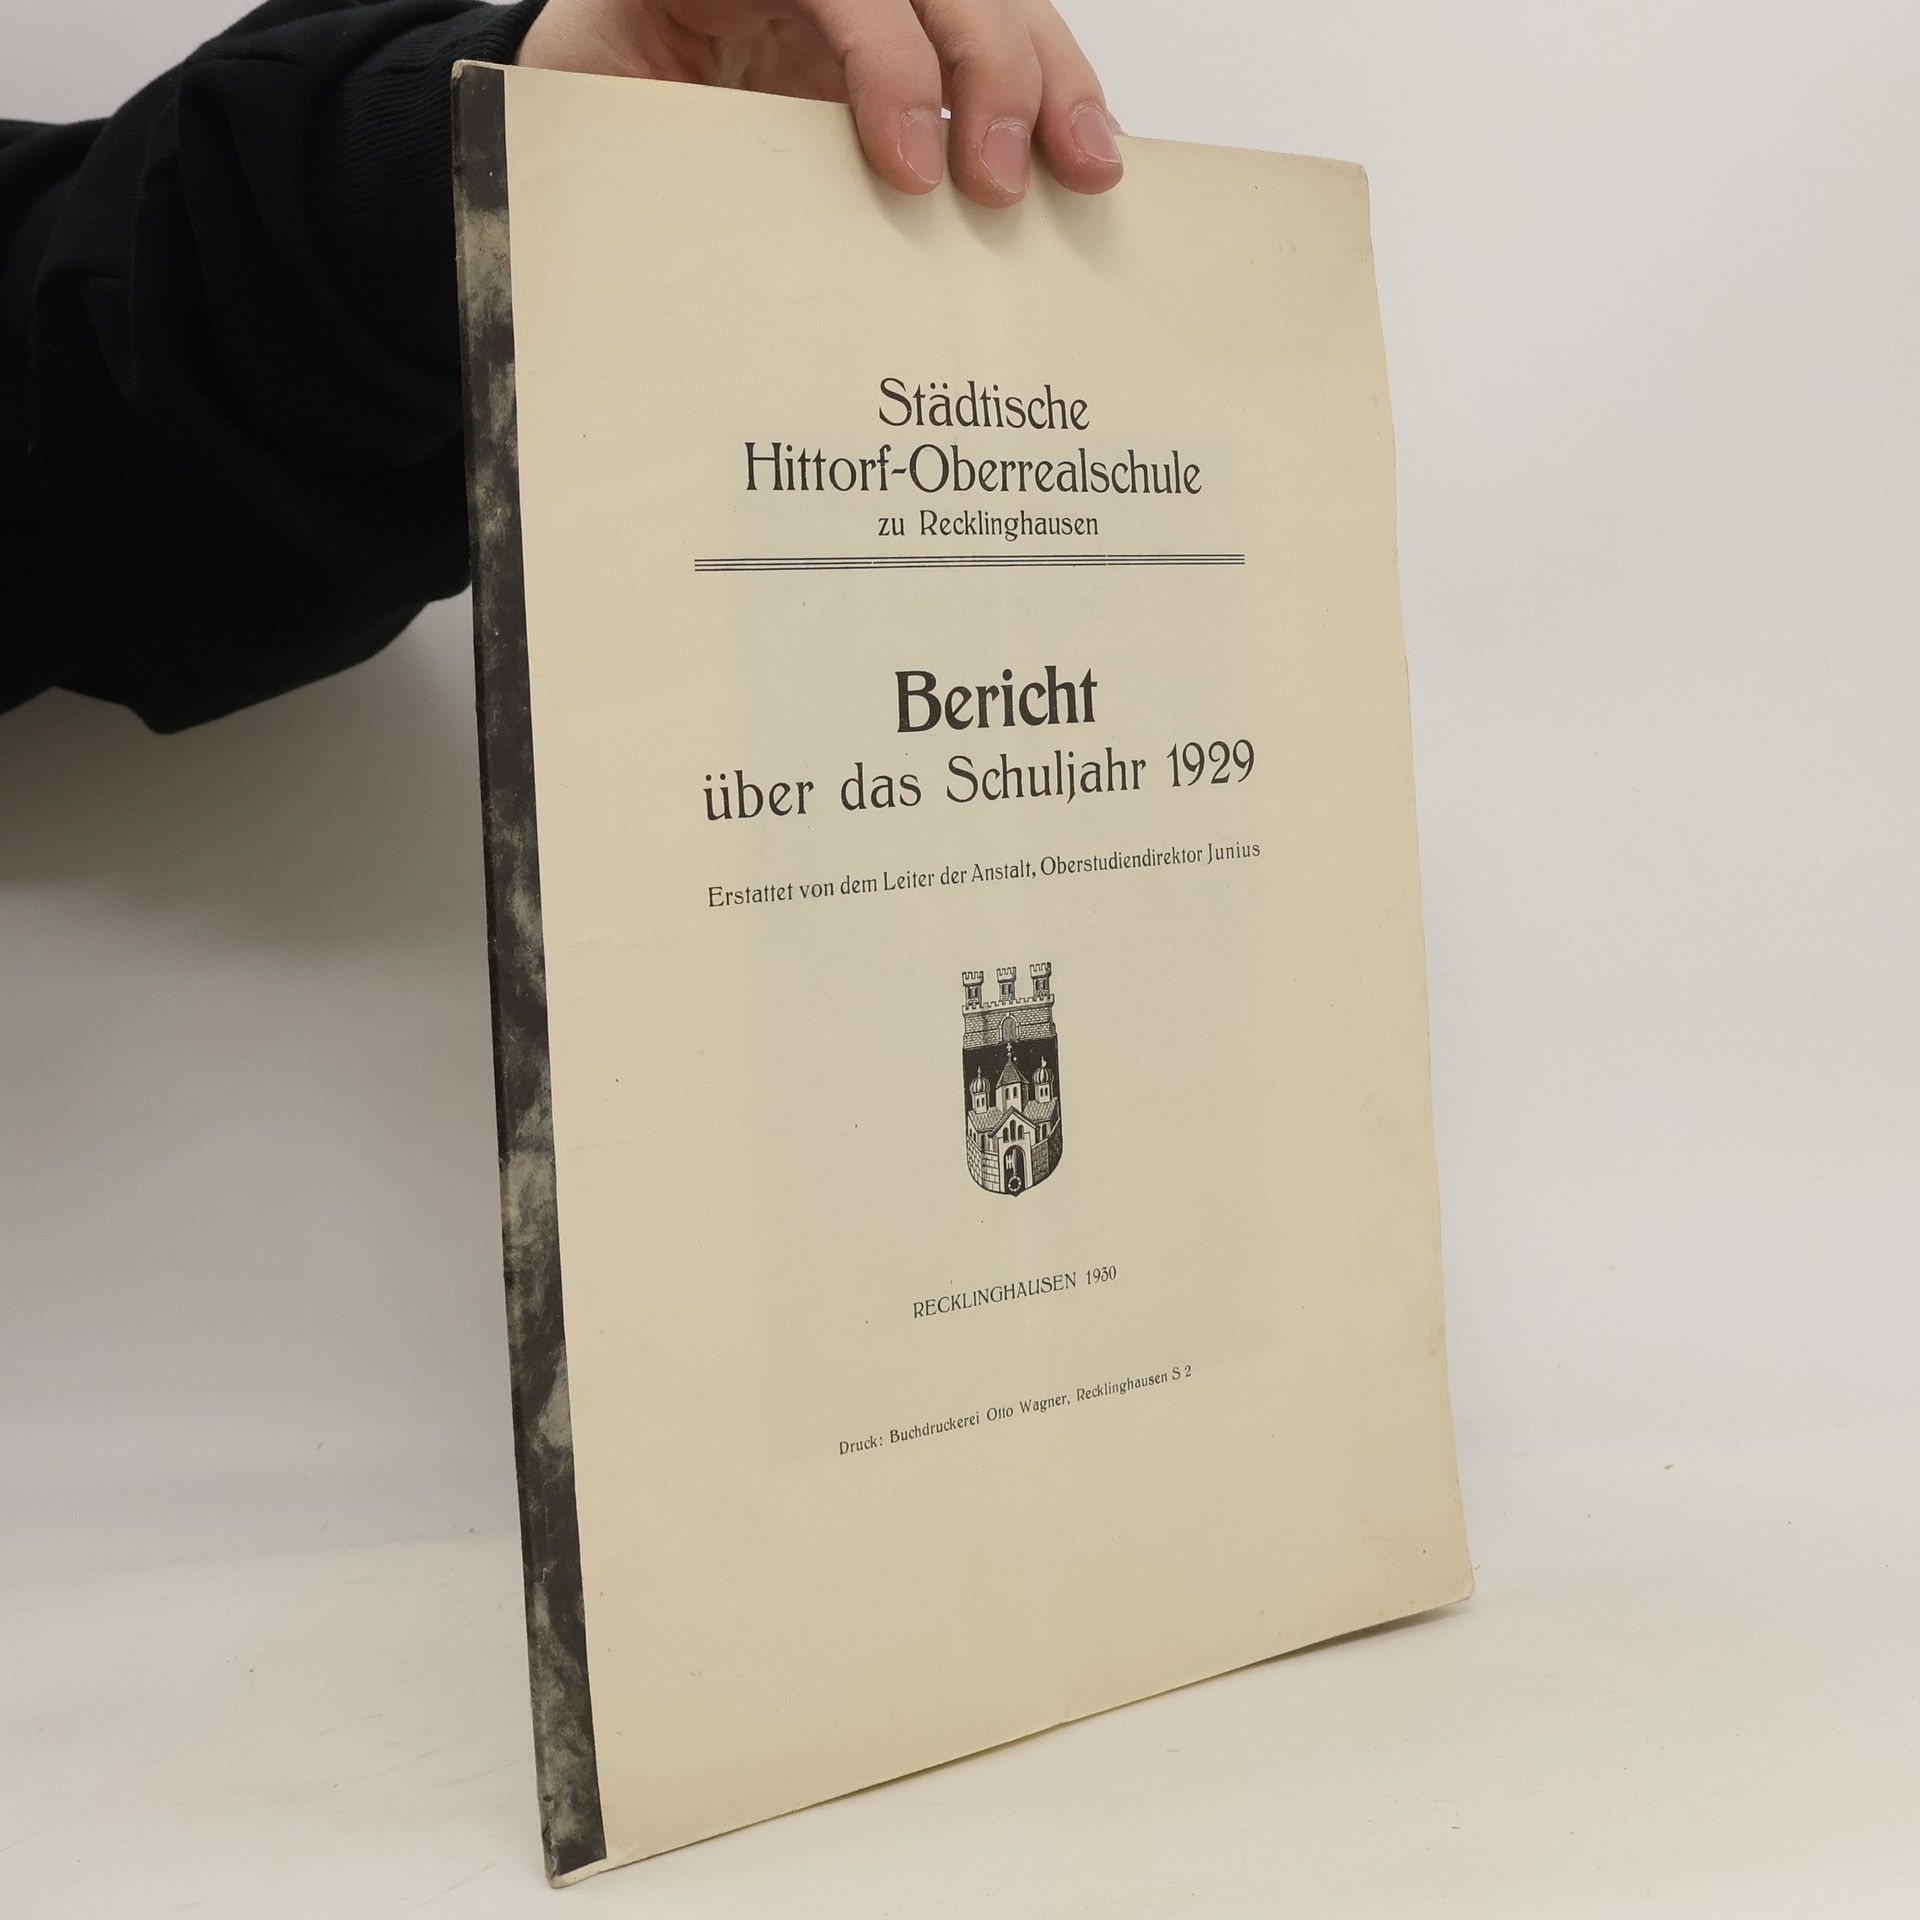 Städtische
Hittorf-Oberrealschule
zu Recklinghausen
Bericht
über das Schuljahr 1929
Erstattet von dem Leiter der Anstalt, Oberstudiendirektor Junius
RECKLINGHAUSEN 1930
Druck: Buchdruckerei Otto Wagner, Recklinghausen S 2